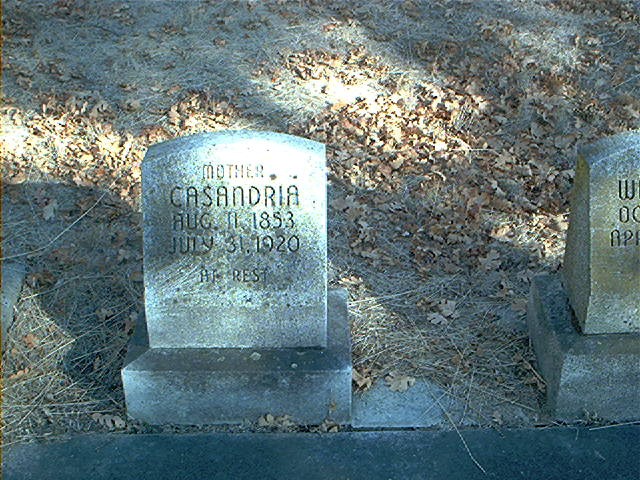 MOTHER
CASANDRIA
AUG. 11. 1853
JULY 31, 1920
AT REST